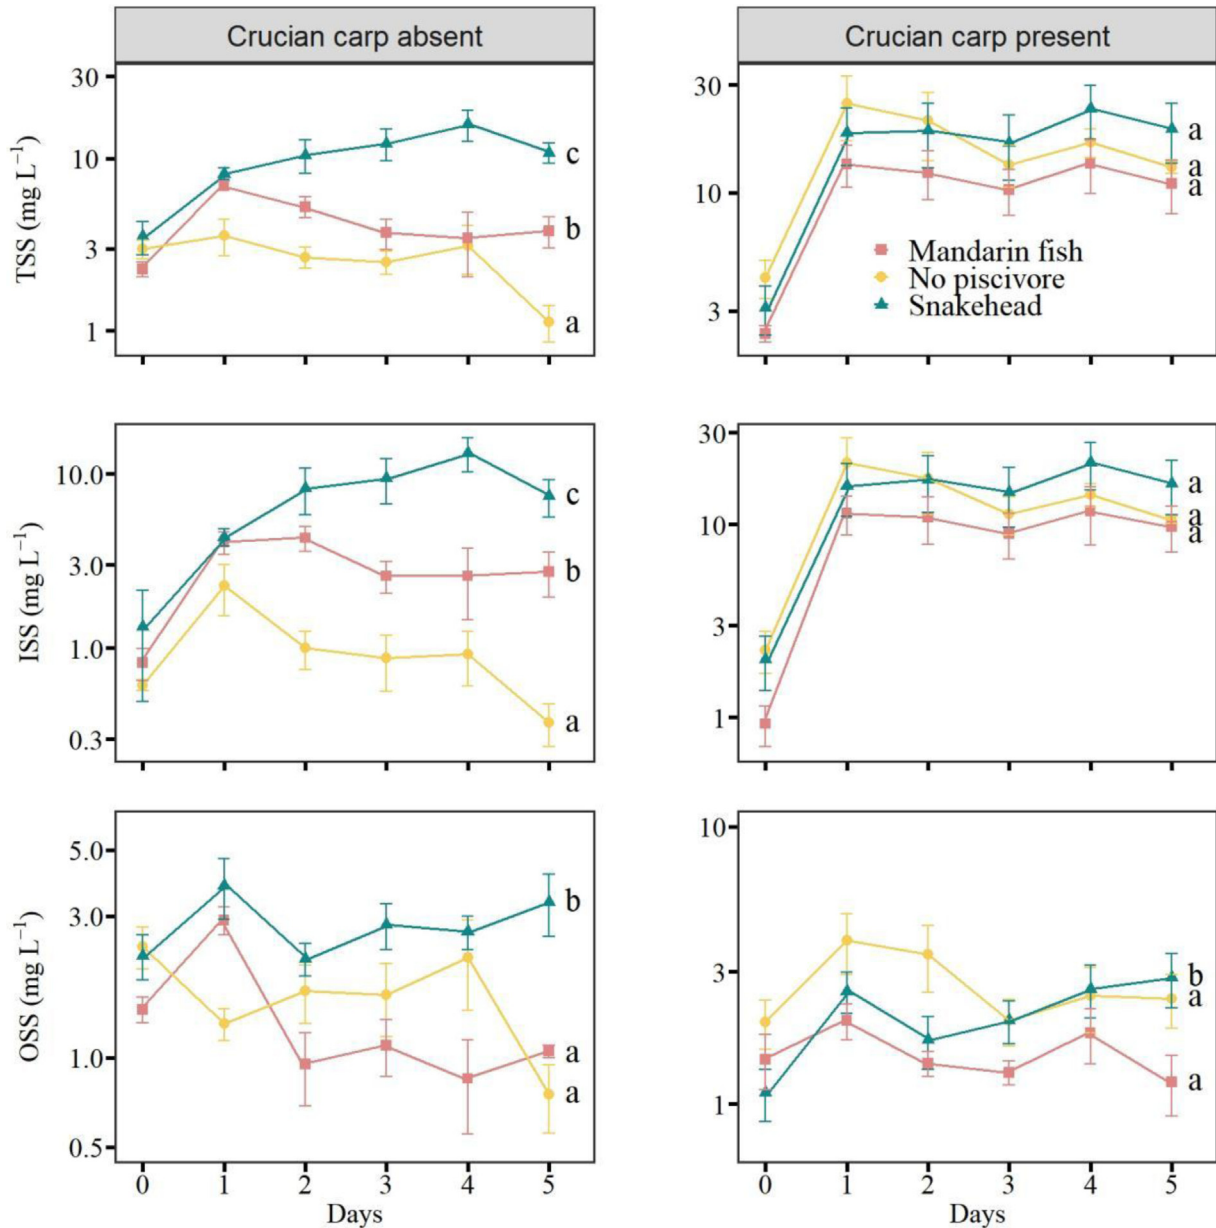 Crucian carp absent
Crucian carp present
TSS (mg L⁻¹)
30
10
3
1
c
b
a
30
10
3
a
a
a
Mandarin fish
No piscivore
Snakehead
ISS (mg L⁻¹)
10.0
3.0
1.0
0.3
c
b
a
30
10
3
1
a
a
a
OSS (mg L⁻¹)
5.0
3.0
1.0
0.5
b
a
a
10
3
1
b
a
a
0 1 2 3 4 5
Days
0 1 2 3 4 5
Days